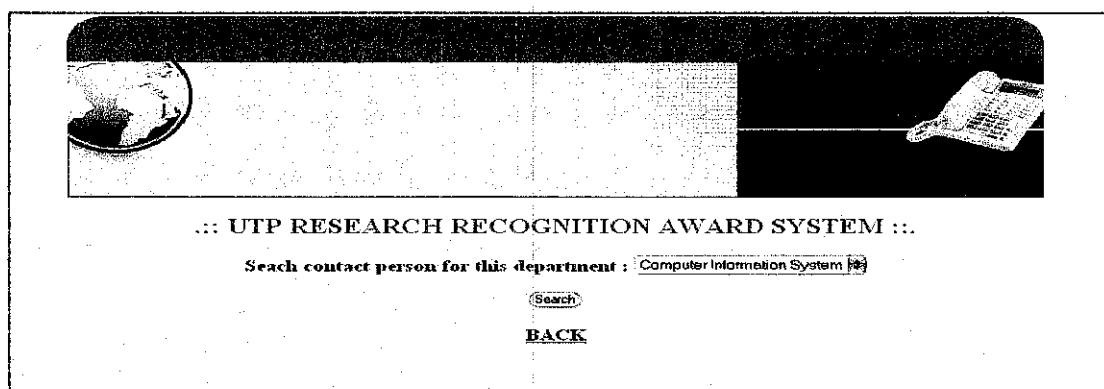 .:: UTP RESEARCH RECOGNITION AWARD SYSTEM ::.
Seach contact person for this department : Computer Information System
Search
BACK